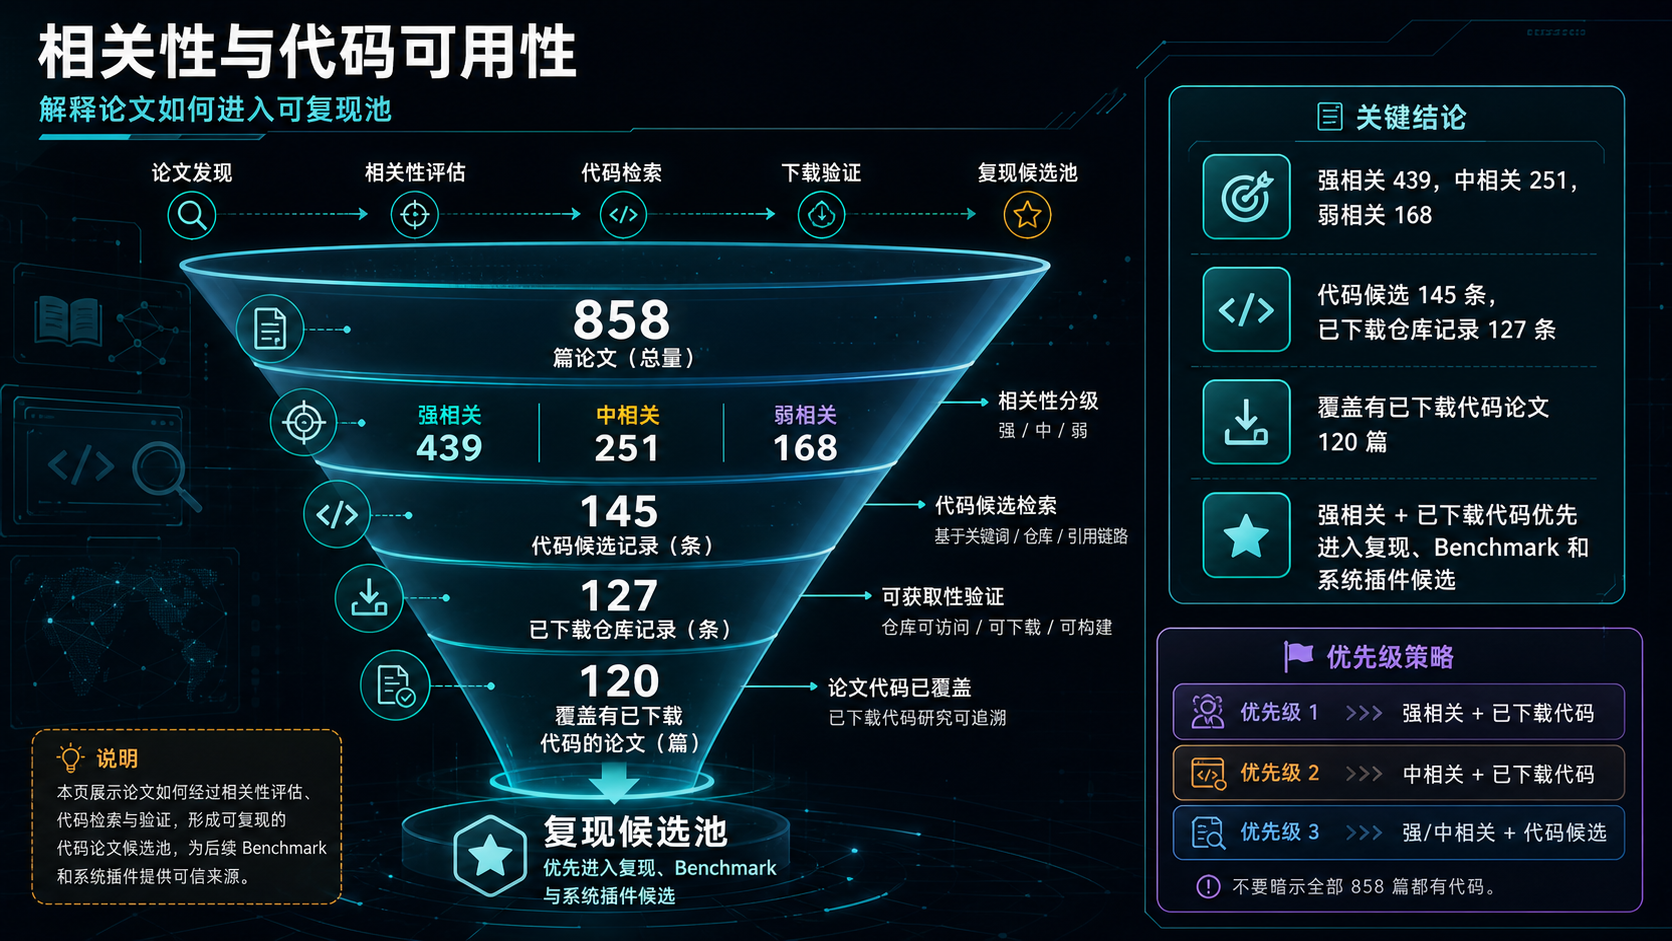 相关性与代码可用性
解释论文如何进入可复现池
论文发现
相关性评估
代码检索
下载验证
复现候选池
858
篇论文（总量）
强相关
439
中相关
251
弱相关
168
相关性分级
强 / 中 / 弱
145
代码候选记录（条）
代码候选检索
基于关键词 / 仓库 / 引用链路
127
已下载仓库记录（条）
可获取性验证
仓库可访问 / 可下载 / 可构建
120
覆盖有已下载
代码的论文（篇）
论文代码已覆盖
已下载代码研究可追溯
复现候选池
优先进入复现、Benchmark
与系统插件候选
说明
本页展示论文如何经过相关性评估、
代码检索与验证，形成可复现的
代码论文候选池，为后续 Benchmark
和系统插件提供可信来源。
关键结论
强相关 439，中相关 251，
弱相关 168
代码候选 145 条，
已下载仓库记录 127 条
覆盖有已下载代码论文
120 篇
强相关 + 已下载代码优先
进入复现、Benchmark 和
系统插件候选
优先级策略
优先级 1 >>> 强相关 + 已下载代码
优先级 2 >>> 中相关 + 已下载代码
优先级 3 >>> 强/中相关 + 代码候选
不要暗示全部 858 篇都有代码。